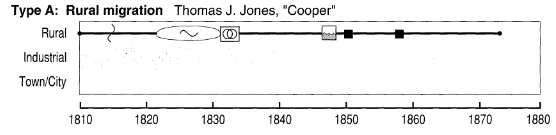 Type A: Rural migration Thomas J. Jones, "Cooper"
Rural
Industrial
Town/City
1810 1820 1830 1840 1850 1860 1870 1880